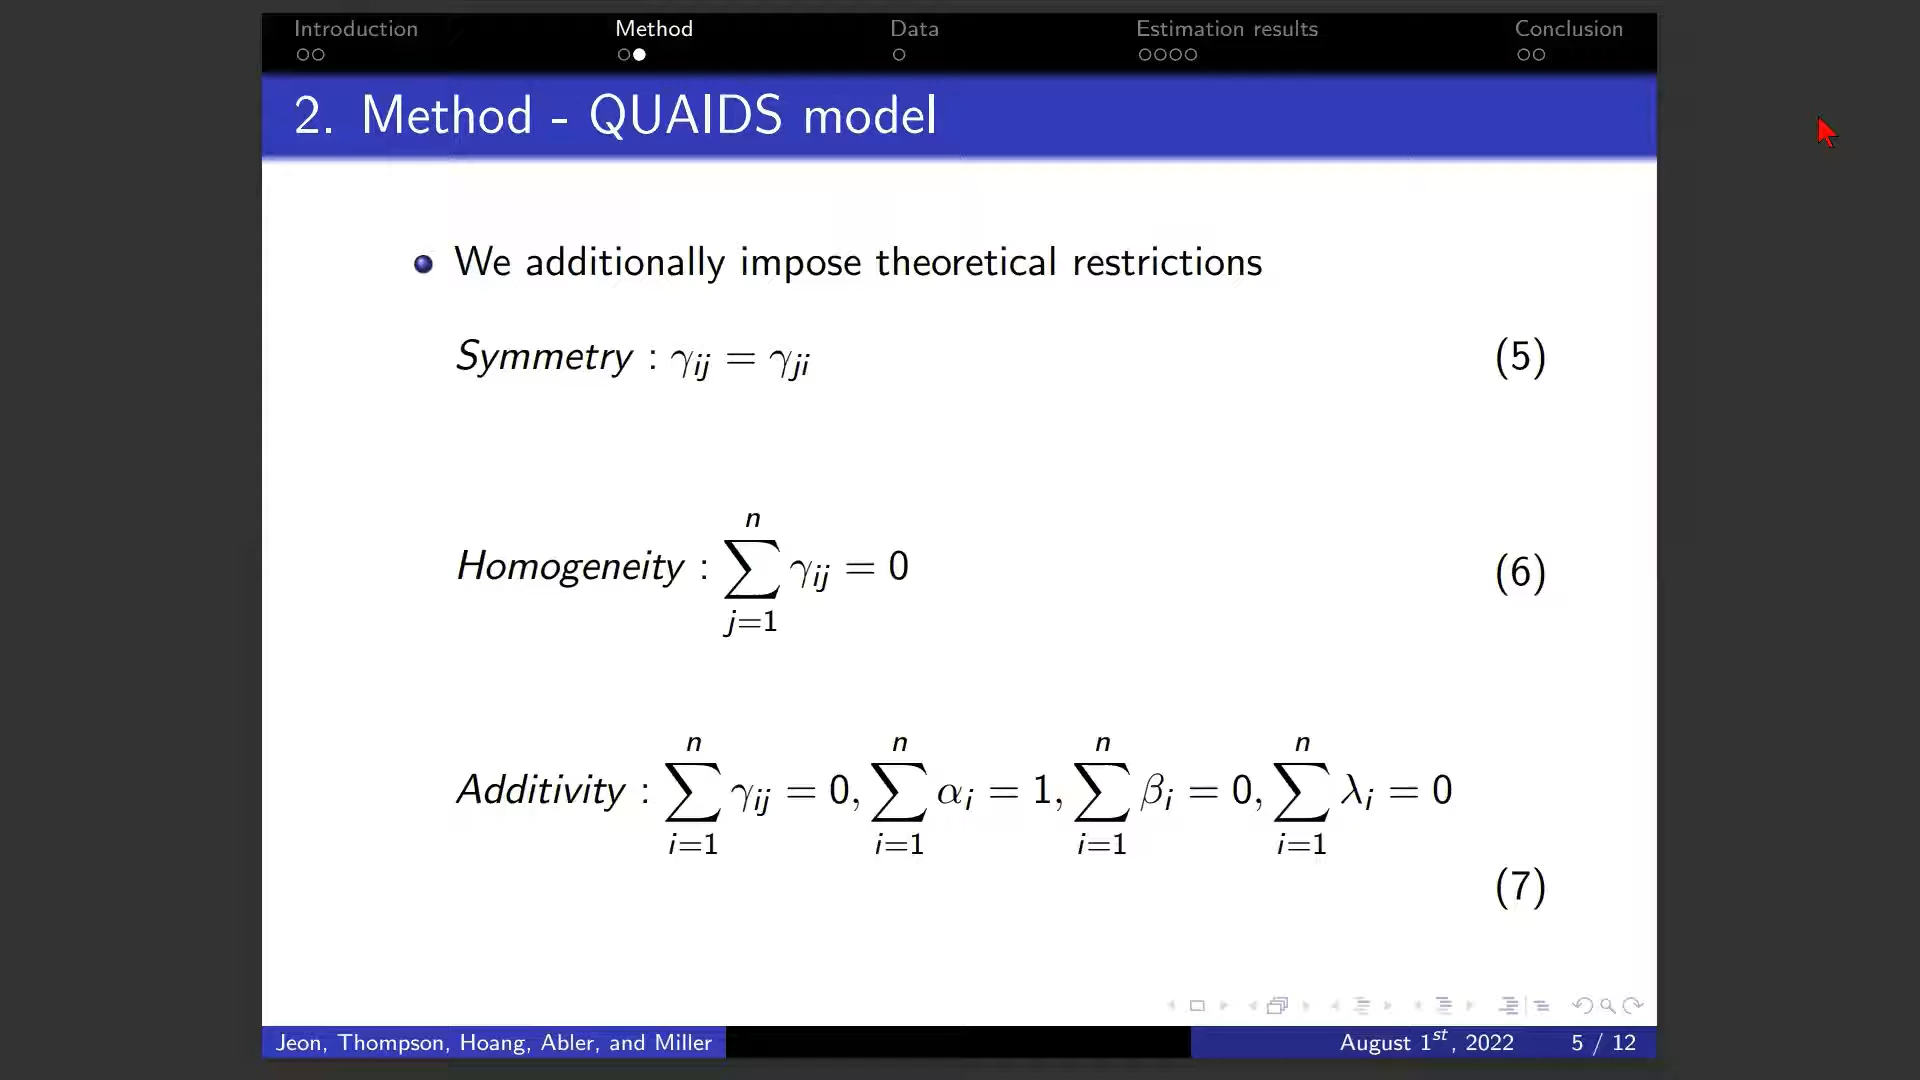 Introduction Method Data Estimation results Conclusion
2. Method - QUAIDS model
We additionally impose theoretical restrictions
Symmetry : γij = γji (5)
Homogeneity : ∑_{j=1}^{n} γij = 0 (6)
Additivity : ∑_{i=1}^{n} γij = 0, ∑_{i=1}^{n} αi = 1, ∑_{i=1}^{n} βi = 0, ∑_{i=1}^{n} λi = 0
(7)
Jeon, Thompson, Hoang, Abler, and Miller August 1st, 2022 5 / 12